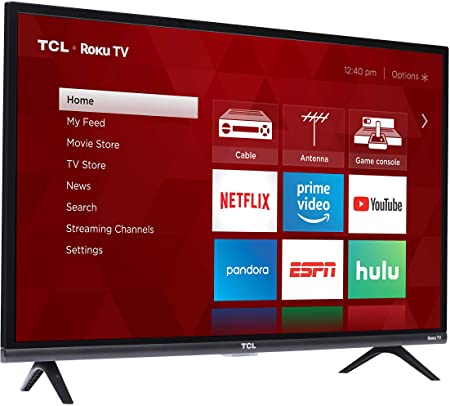 TCL • Roku TV
12:40 pm | Options
Home
My Feed
Movie Store
TV Store
News
Search
Streaming Channels
Settings
Cable
Antenna
Game console
NETFLIX
prime video
YouTube
pandora
ESPN
hulu
TCL
Roku TV